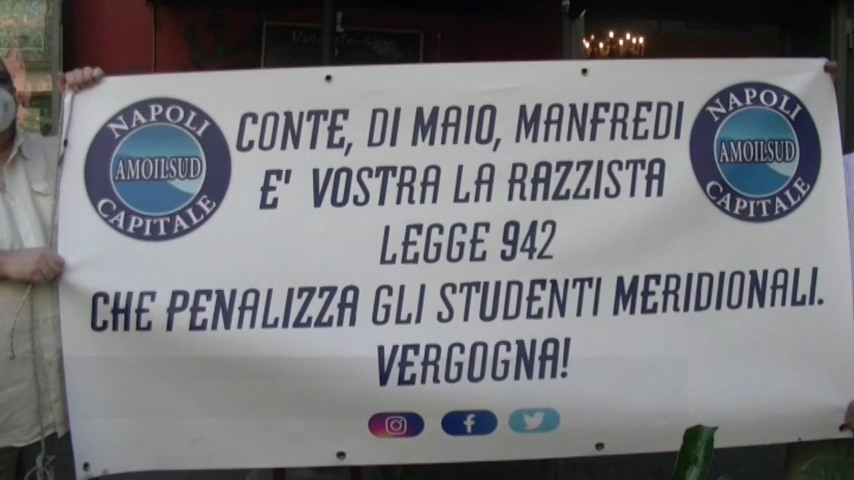 NAPOLI
AMOILSUD
CAPITALE
CONTE, DI MAIO, MANFREDI
E' VOSTRA LA RAZZISTA
LEGGE 942
CHE PENALIZZA GLI STUDENTI MERIDIONALI.
VERGOGNA!
NAPOLI
AMOILSUD
CAPITALE